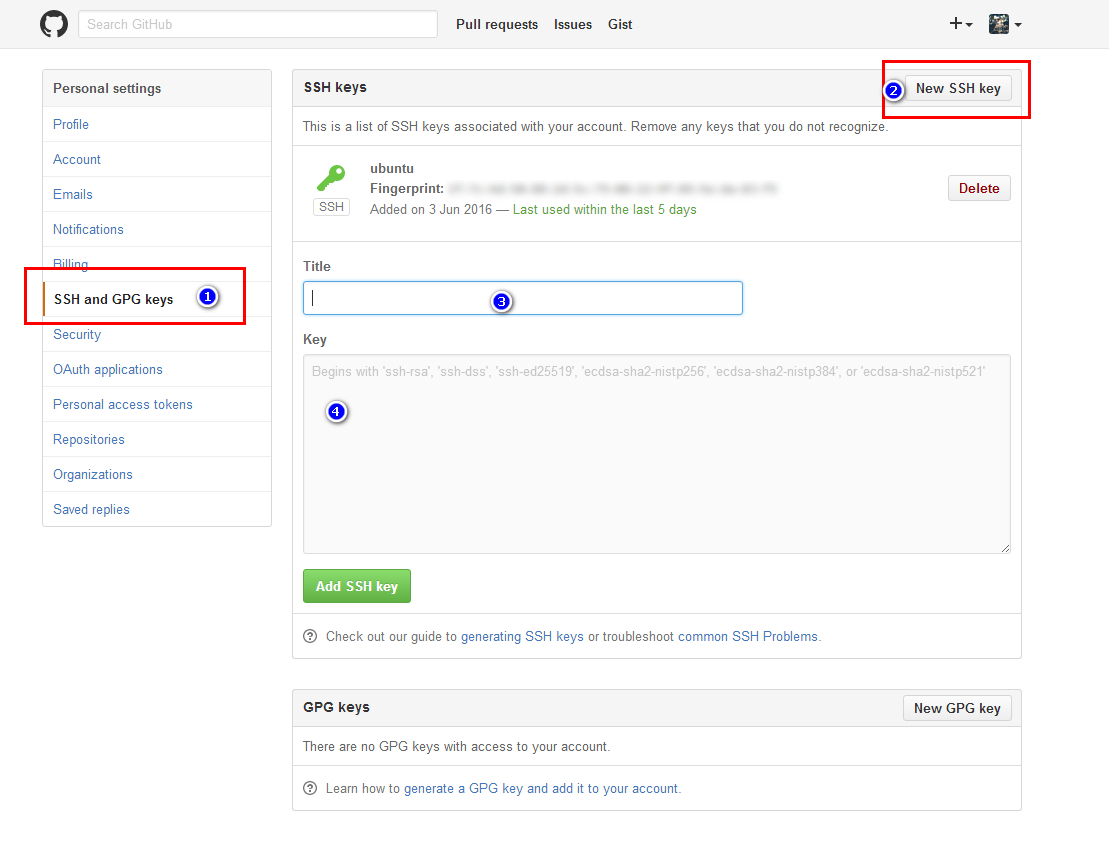 Search GitHub
Pull requests
Issues
Gist
Personal settings
Profile
Account
Emails
Notifications
Billing
SSH and GPG keys
1
Security
OAuth applications
Personal access tokens
Repositories
Organizations
Saved replies
SSH keys
2
New SSH key
This is a list of SSH keys associated with your account. Remove any keys that you do not recognize.
SSH
ubuntu
Fingerprint:
Added on 3 Jun 2016 — Last used within the last 5 days
Delete
Title
3
Key
Begins with 'ssh-rsa', 'ssh-dss', 'ssh-ed25519', 'ecdsa-sha2-nistp256', 'ecdsa-sha2-nistp384', or 'ecdsa-sha2-nistp521'
4
Add SSH key
Check out our guide to generating SSH keys or troubleshoot common SSH Problems.
GPG keys
New GPG key
There are no GPG keys with access to your account.
Learn how to generate a GPG key and add it to your account.